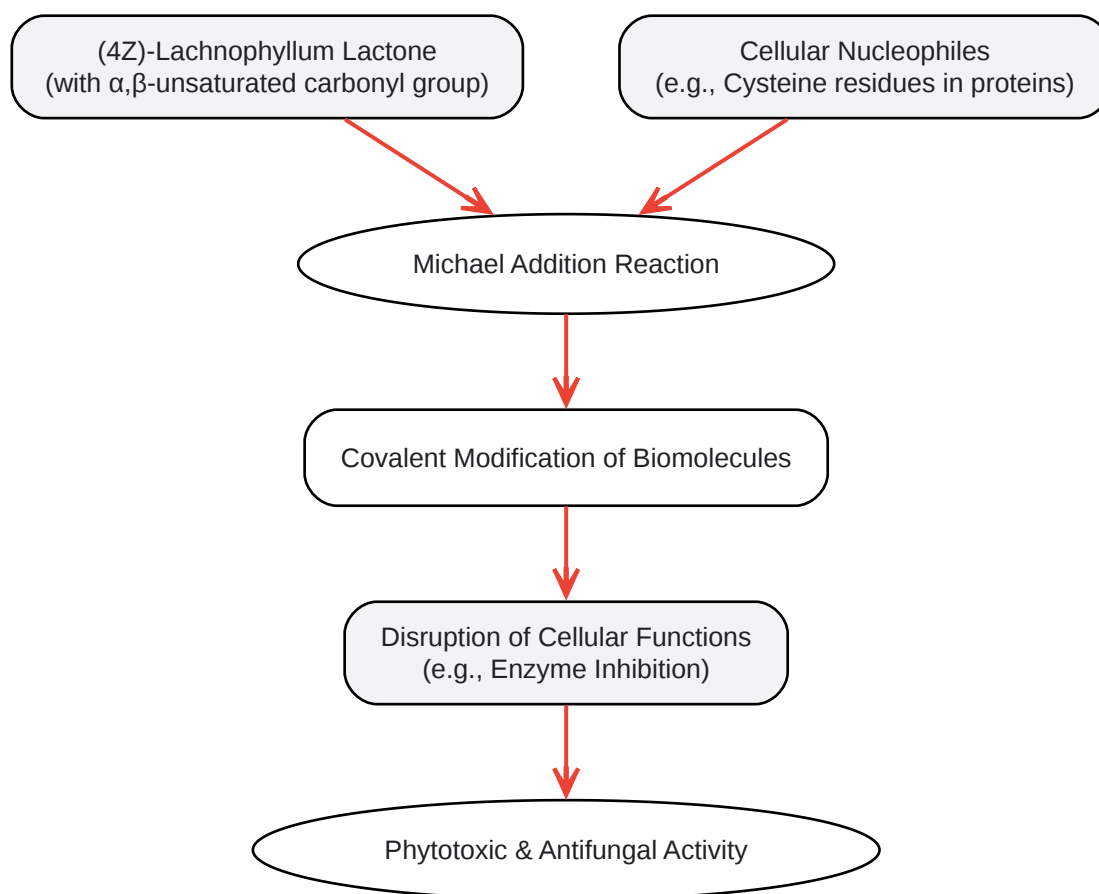 (4Z)-Lachnophyllum Lactone
(with α,β-unsaturated carbonyl group)
Cellular Nucleophiles
(e.g., Cysteine residues in proteins)
Michael Addition Reaction
Covalent Modification of Biomolecules
Disruption of Cellular Functions
(e.g., Enzyme Inhibition)
Phytotoxic & Antifungal Activity